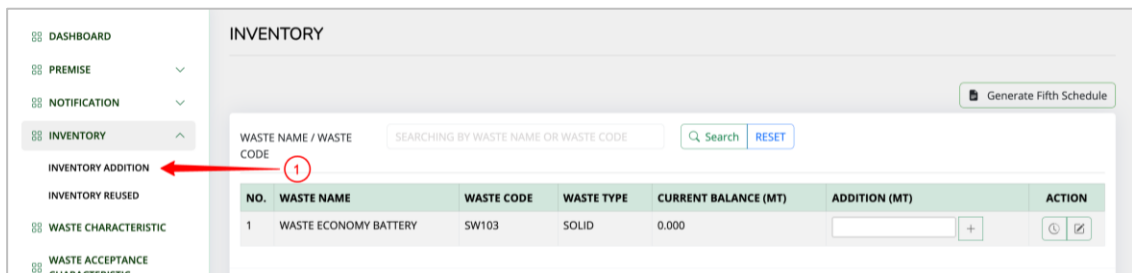 DASHBOARD
PREMISE
NOTIFICATION
INVENTORY
INVENTORY ADDITION
INVENTORY REUSED
WASTE CHARACTERISTIC
WASTE ACCEPTANCE
CHARACTERISTIC
INVENTORY
Generate Fifth Schedule
WASTE NAME / WASTE
CODE
SEARCHING BY WASTE NAME OR WASTE CODE
Search RESET
1
NO. WASTE NAME WASTE CODE WASTE TYPE CURRENT BALANCE (MT) ADDITION (MT) ACTION
1 WASTE ECONOMY BATTERY SW103 SOLID 0.000 +